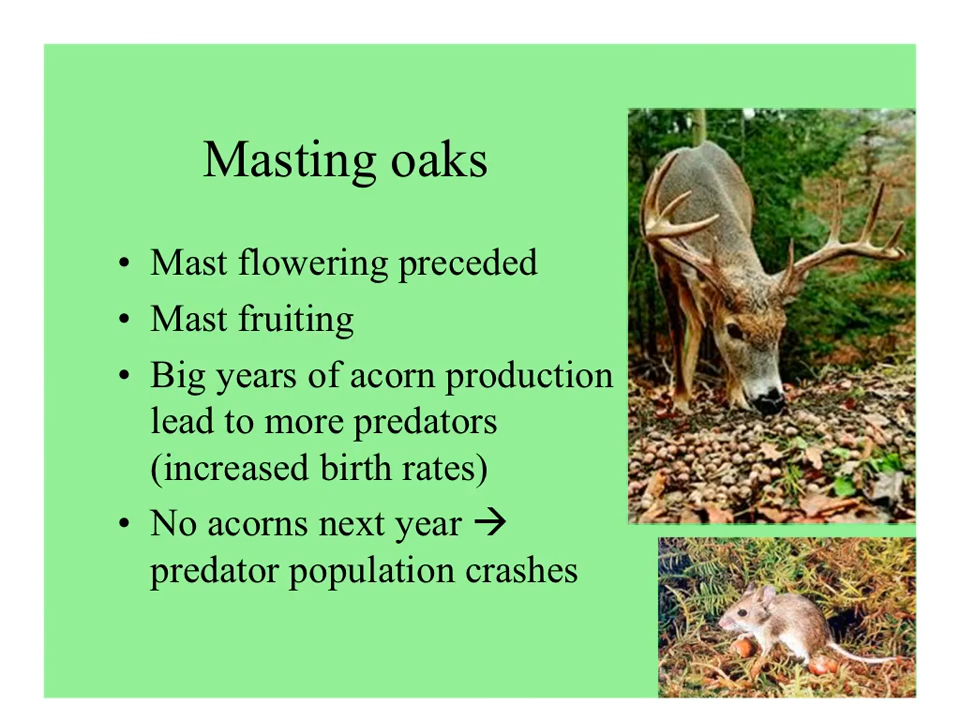 Masting oaks
• Mast flowering preceded
• Mast fruiting
• Big years of acorn production
lead to more predators
(increased birth rates)
• No acorns next year →
predator population crashes